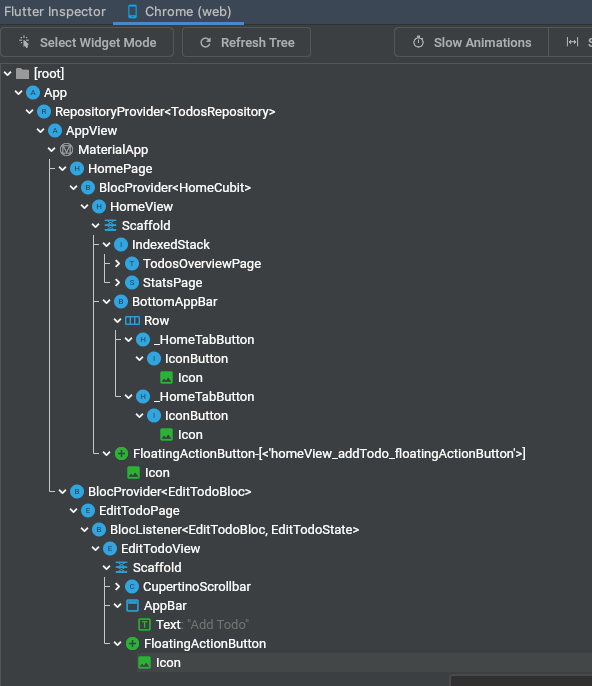 Flutter Inspector Chrome (web)
Select Widget Mode Refresh Tree Slow Animations S
[root]
A App
R RepositoryProvider<TodosRepository>
A AppView
M MaterialApp
H HomePage
B BlocProvider<HomeCubit>
H HomeView
Scaffold
I IndexedStack
T TodosOverviewPage
S StatsPage
B BottomAppBar
Row
H _HomeTabButton
I IconButton
Icon
H _HomeTabButton
I IconButton
Icon
FloatingActionButton-[<'homeView_addTodo_floatingActionButton'>]
Icon
B BlocProvider<EditTodoBloc>
E EditTodoPage
B BlocListener<EditTodoBloc, EditTodoState>
E EditTodoView
Scaffold
C CupertinoScrollbar
AppBar
T Text: "Add Todo"
FloatingActionButton
Icon